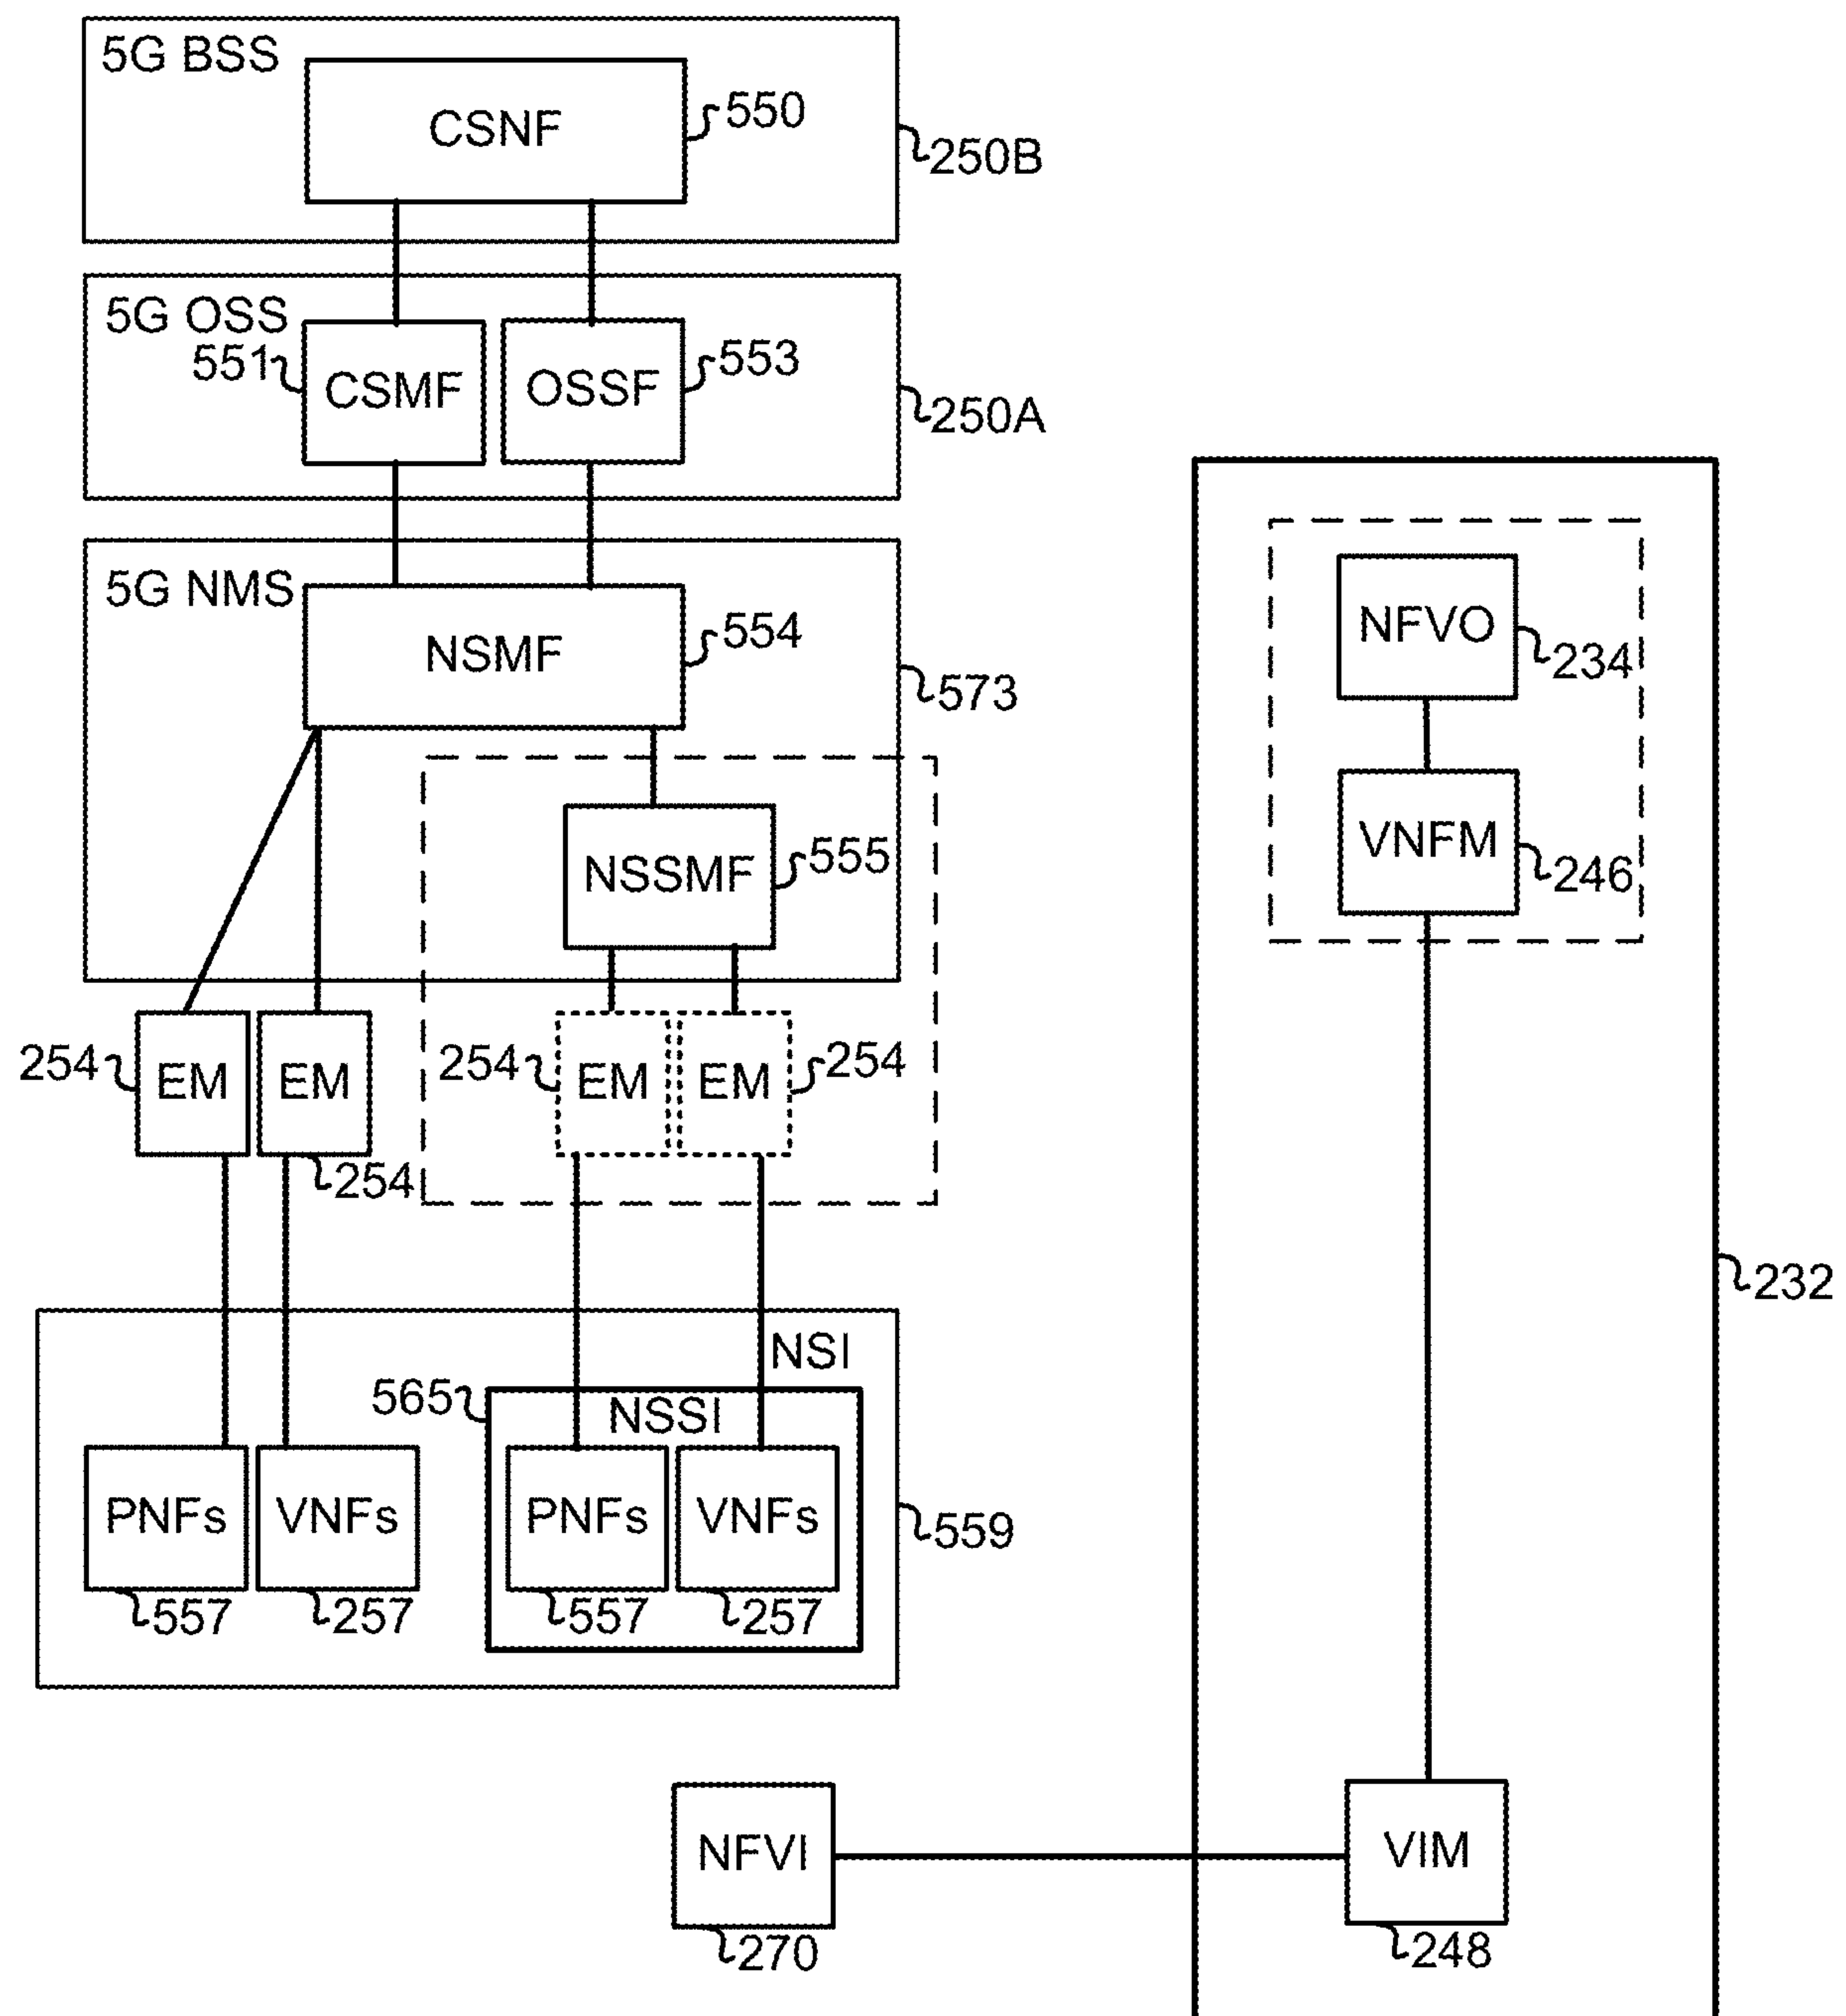 5G BSS
CSNF
550
250B
5G OSS
551
CSMF
OSSF
553
250A
5G NMS
NSMF
554
573
NFVO
234
NSSMF
555
VNFM
246
254
EM
EM
254
254
EM
EM
254
232
NSI
565
NSSI
PNFs
VNFs
PNFs
VNFs
559
557
257
557
257
NFVI
270
VIM
248